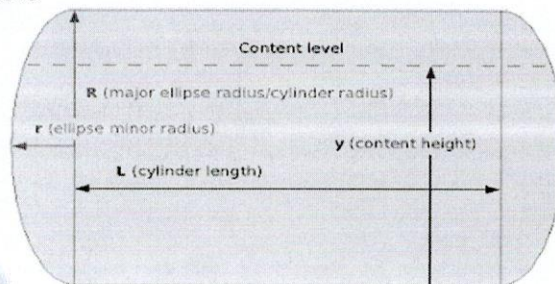 Content level
R (major ellipse radius/cylinder radius)
r (ellipse minor radius)
y (content height)
L (cylinder length)